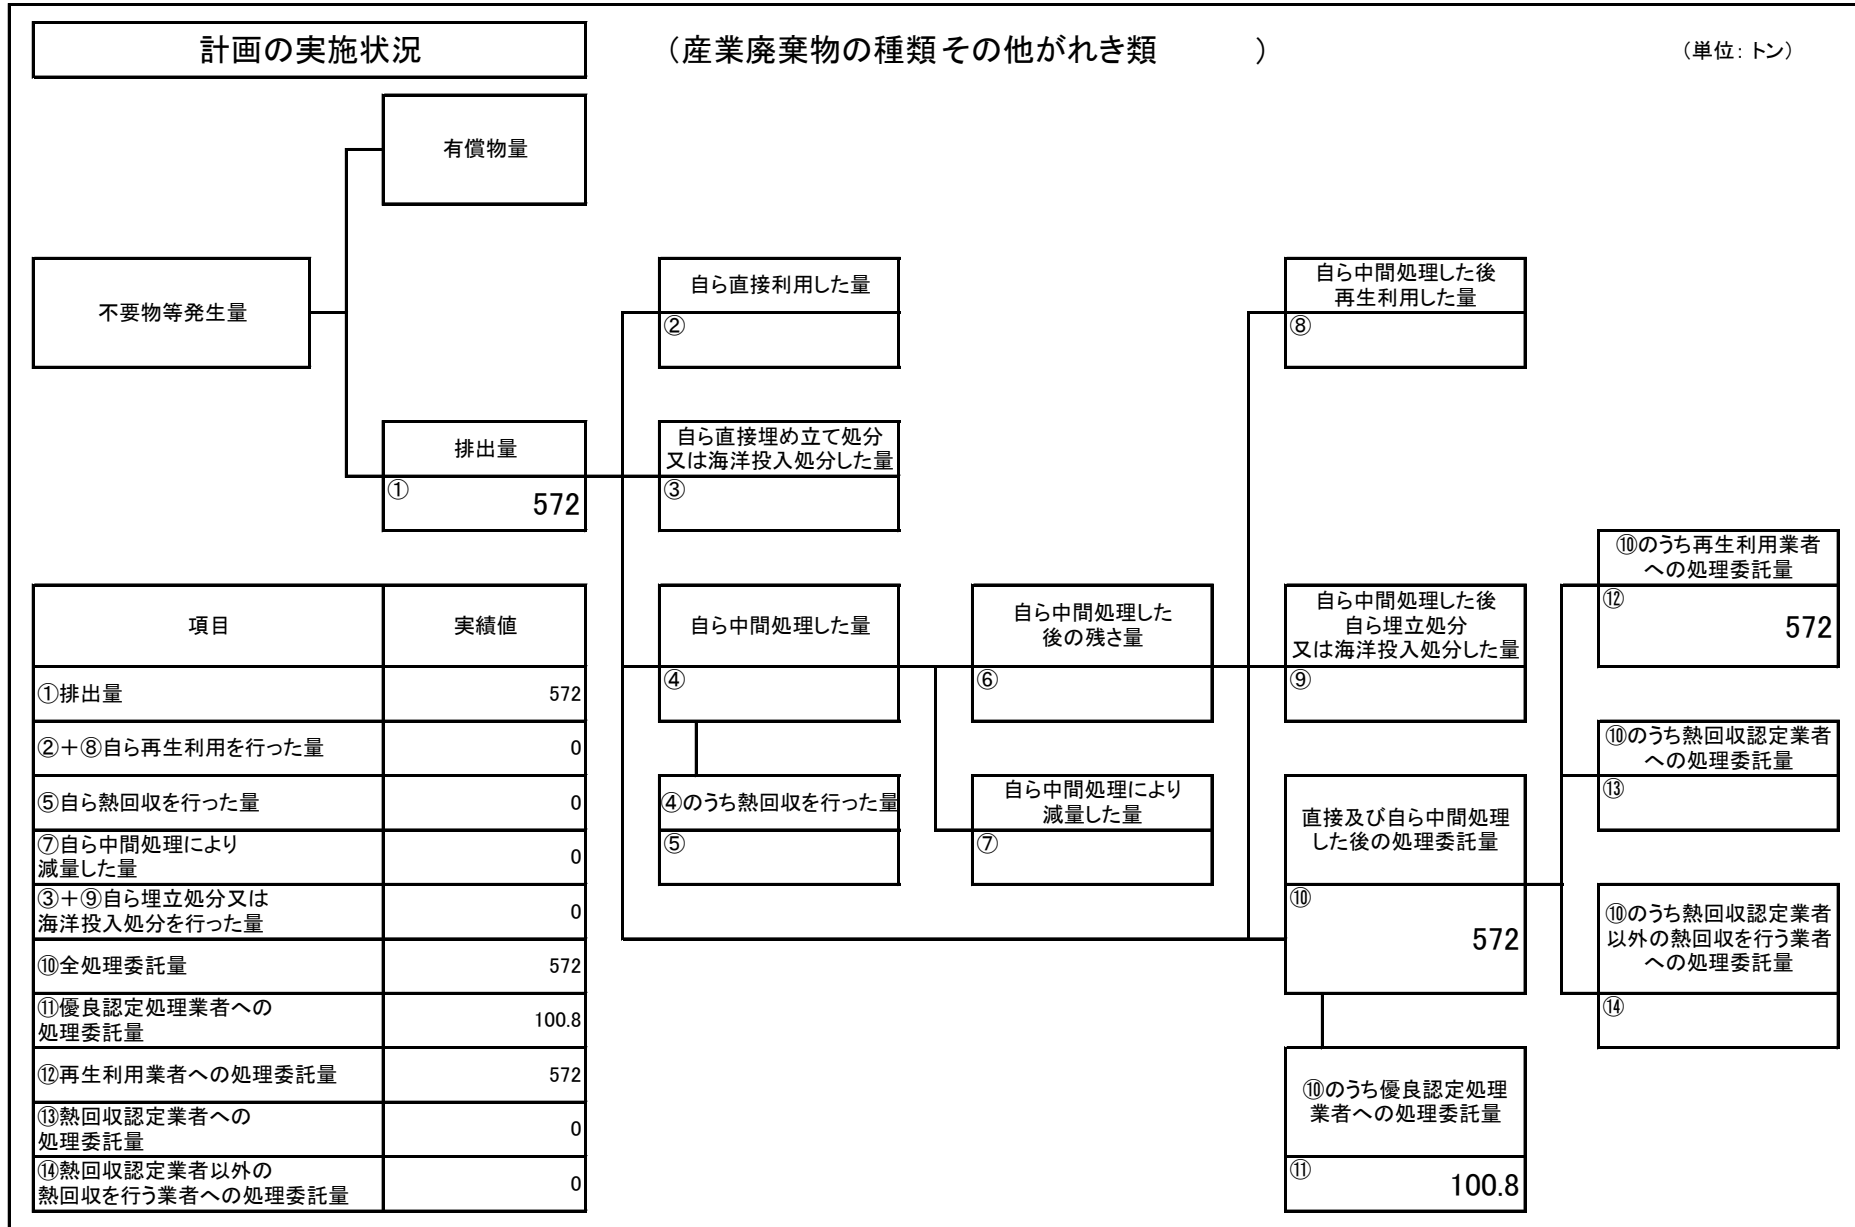 計画の実施状況
（産業廃棄物の種類その他がれき類　　　）
（単位：トン）
有償物量
不要物等発生量
自ら直接利用した量
②
自ら中間処理した後
再生利用した量
⑧
排出量
①
572
自ら直接埋め立て処分
又は海洋投入処分した量
③
⑩のうち再生利用業者
への処理委託量
⑫
572
自ら中間処理した量
④
自ら中間処理した
後の残さ量
⑥
自ら中間処理した後
自ら埋立処分
又は海洋投入処分した量
⑨
⑩のうち熱回収認定業者
への処理委託量
⑬
④のうち熱回収を行った量
⑤
自ら中間処理により
減量した量
⑦
直接及び自ら中間処理
した後の処理委託量
⑩
572
⑩のうち熱回収認定業者
以外の熱回収を行う業者
への処理委託量
⑭
⑩のうち優良認定処理
業者への処理委託量
⑪
100.8
項目 実績値
①排出量 572
②＋⑧自ら再生利用を行った量 0
⑤自ら熱回収を行った量 0
⑦自ら中間処理により
減量した量 0
③＋⑨自ら埋立処分又は
海洋投入処分を行った量 0
⑩全処理委託量 572
⑪優良認定処理業者への
処理委託量 100.8
⑫再生利用業者への処理委託量 572
⑬熱回収認定業者への
処理委託量 0
⑭熱回収認定業者以外の
熱回収を行う業者への処理委託量 0